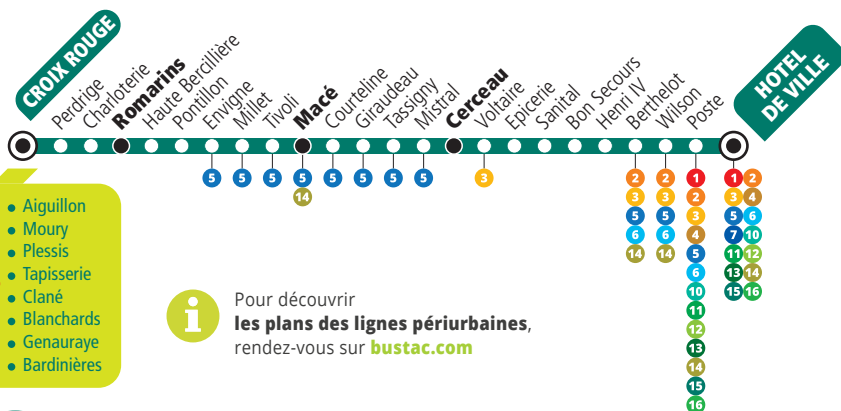 CROIX ROUGE
Perdrige
Charloterie
Romarins
Haute Bercillière
Pontillon
Envigne
Millet
Tivoli
Macé
Courteline
Giraudeau
Tassigny
Mistral
Cerceau
Voltaire
Epicerie
Sanital
Bon Secours
Henri IV
Berthelot
Wilson
Poste
HOTEL
DE VILLE
5 5 5 5 5 5 5 5 3 2 2 1 1 2
14 3 3 2 3 4
5 5 3 5 6
6 6 4 7 10
14 14 5 11 12
6 13 14
10 15 16
11
12
13
14
15
16
• Aiguillon
• Moury
• Plessis
• Tapisserie
• Clané
• Blanchards
• Genauraye
• Bardinières
i
Pour découvrir
les plans des lignes périurbaines,
rendez-vous sur bustac.com